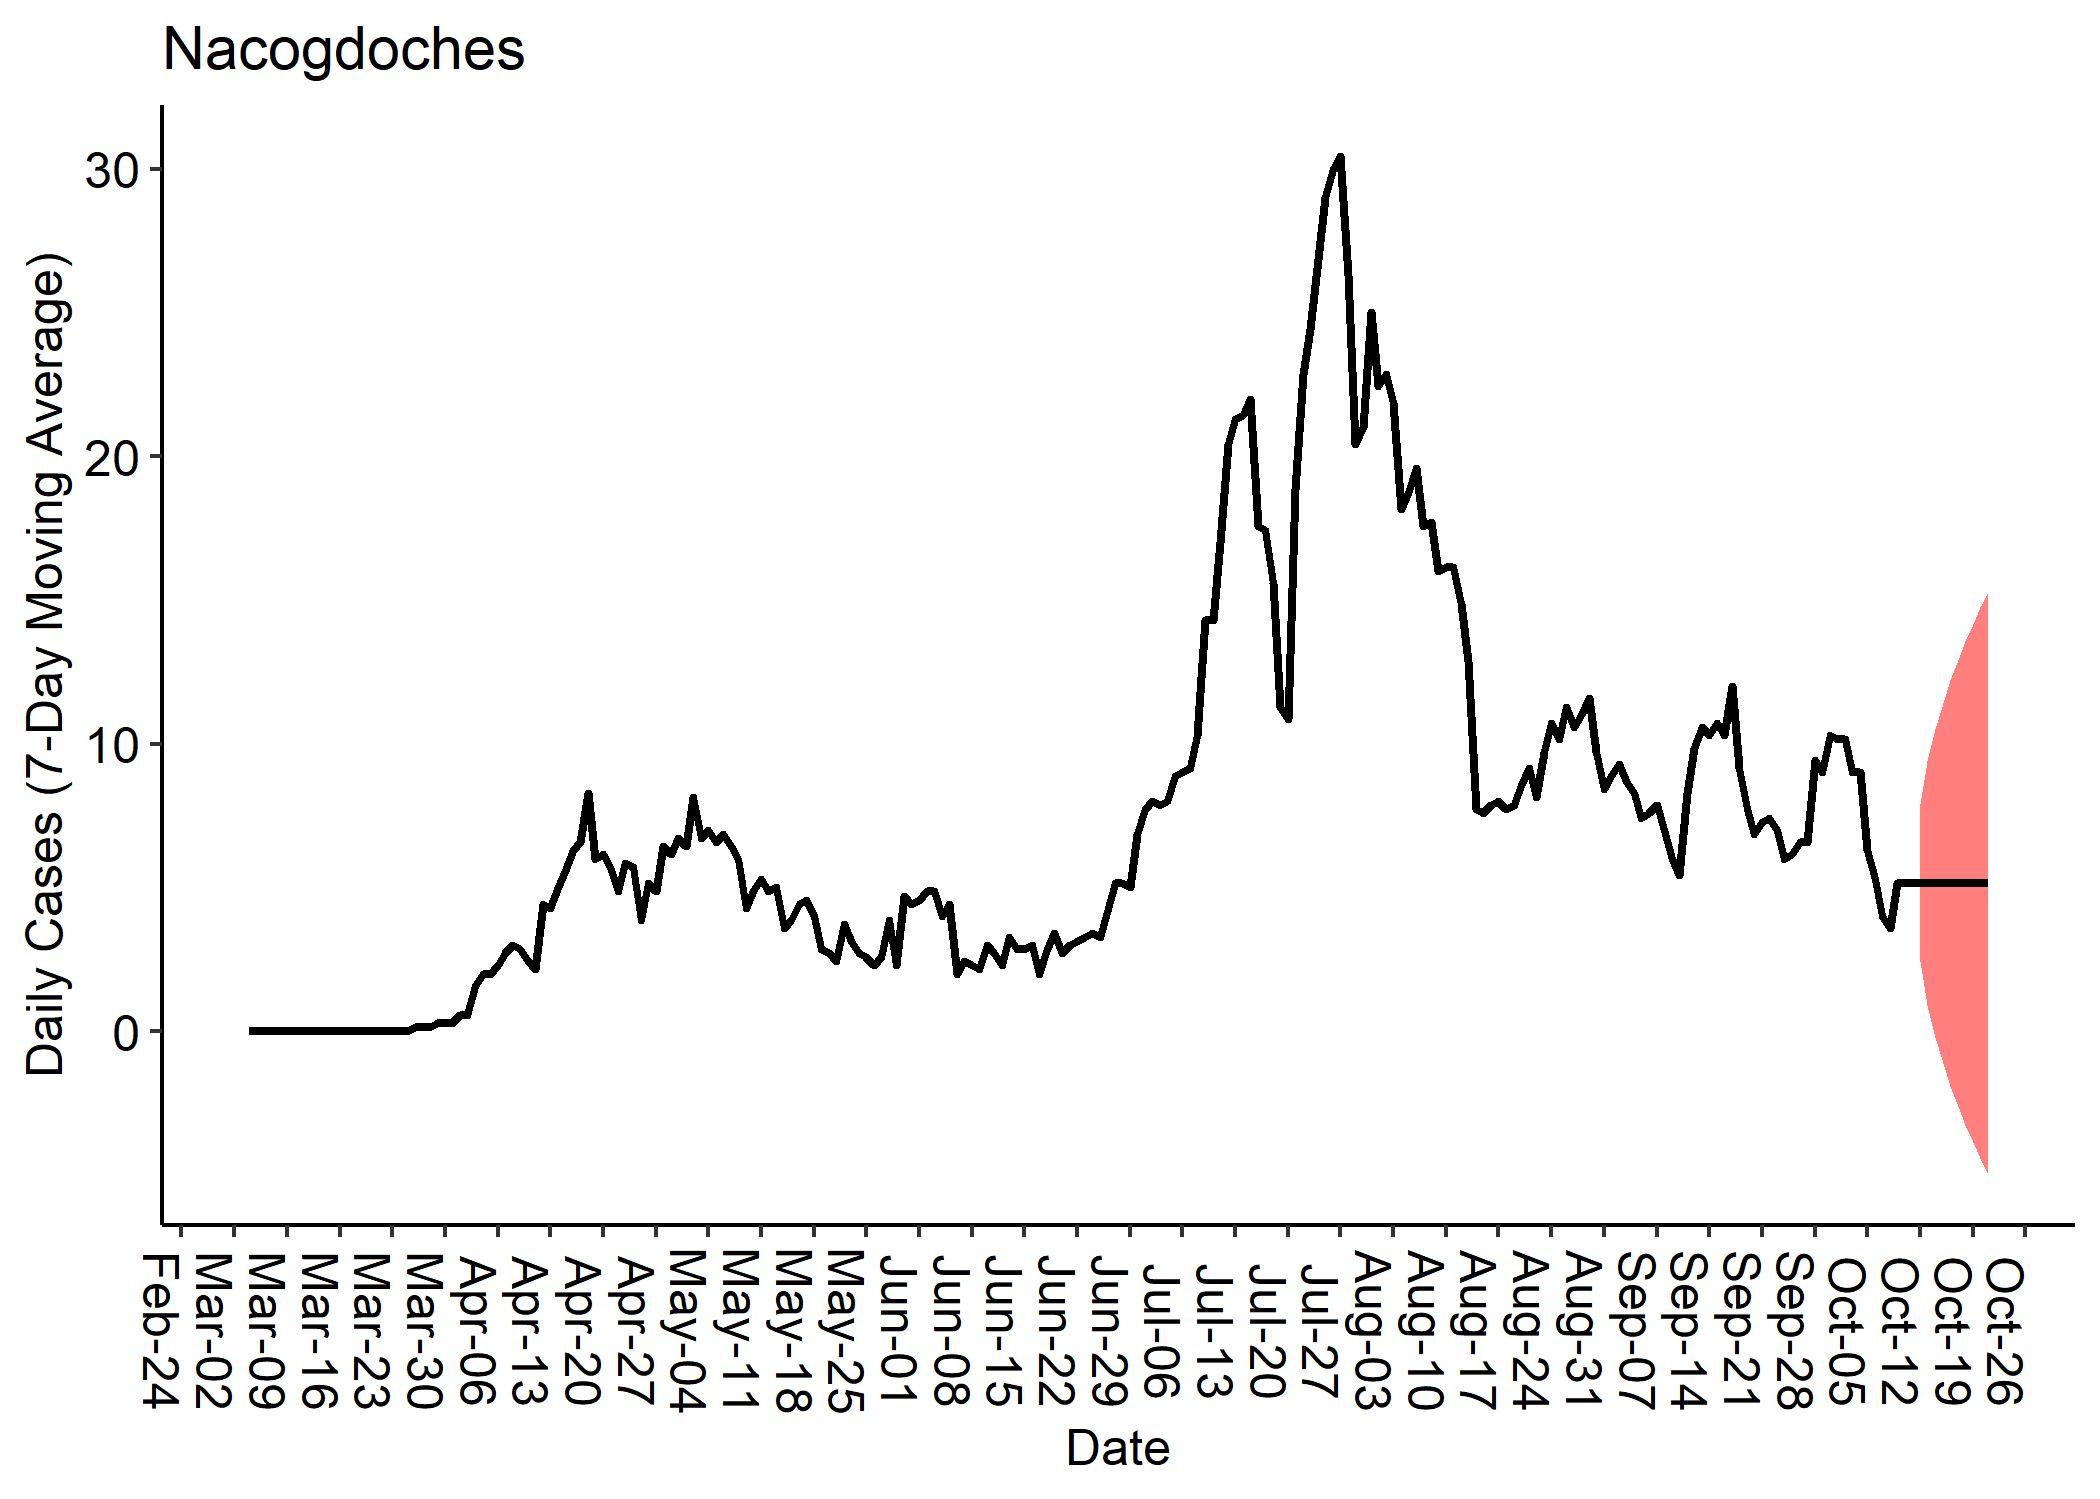 Nacogdoches
Daily Cases (7-Day Moving Average)
30
20
10
0
Feb-24
Mar-02
Mar-09
Mar-16
Mar-23
Mar-30
Apr-06
Apr-13
Apr-20
Apr-27
May-04
May-11
May-18
May-25
Jun-01
Jun-08
Jun-15
Jun-22
Jun-29
Jul-06
Jul-13
Jul-20
Jul-27
Aug-03
Aug-10
Aug-17
Aug-24
Aug-31
Sep-07
Sep-14
Sep-21
Sep-28
Oct-05
Oct-12
Oct-19
Oct-26
Date